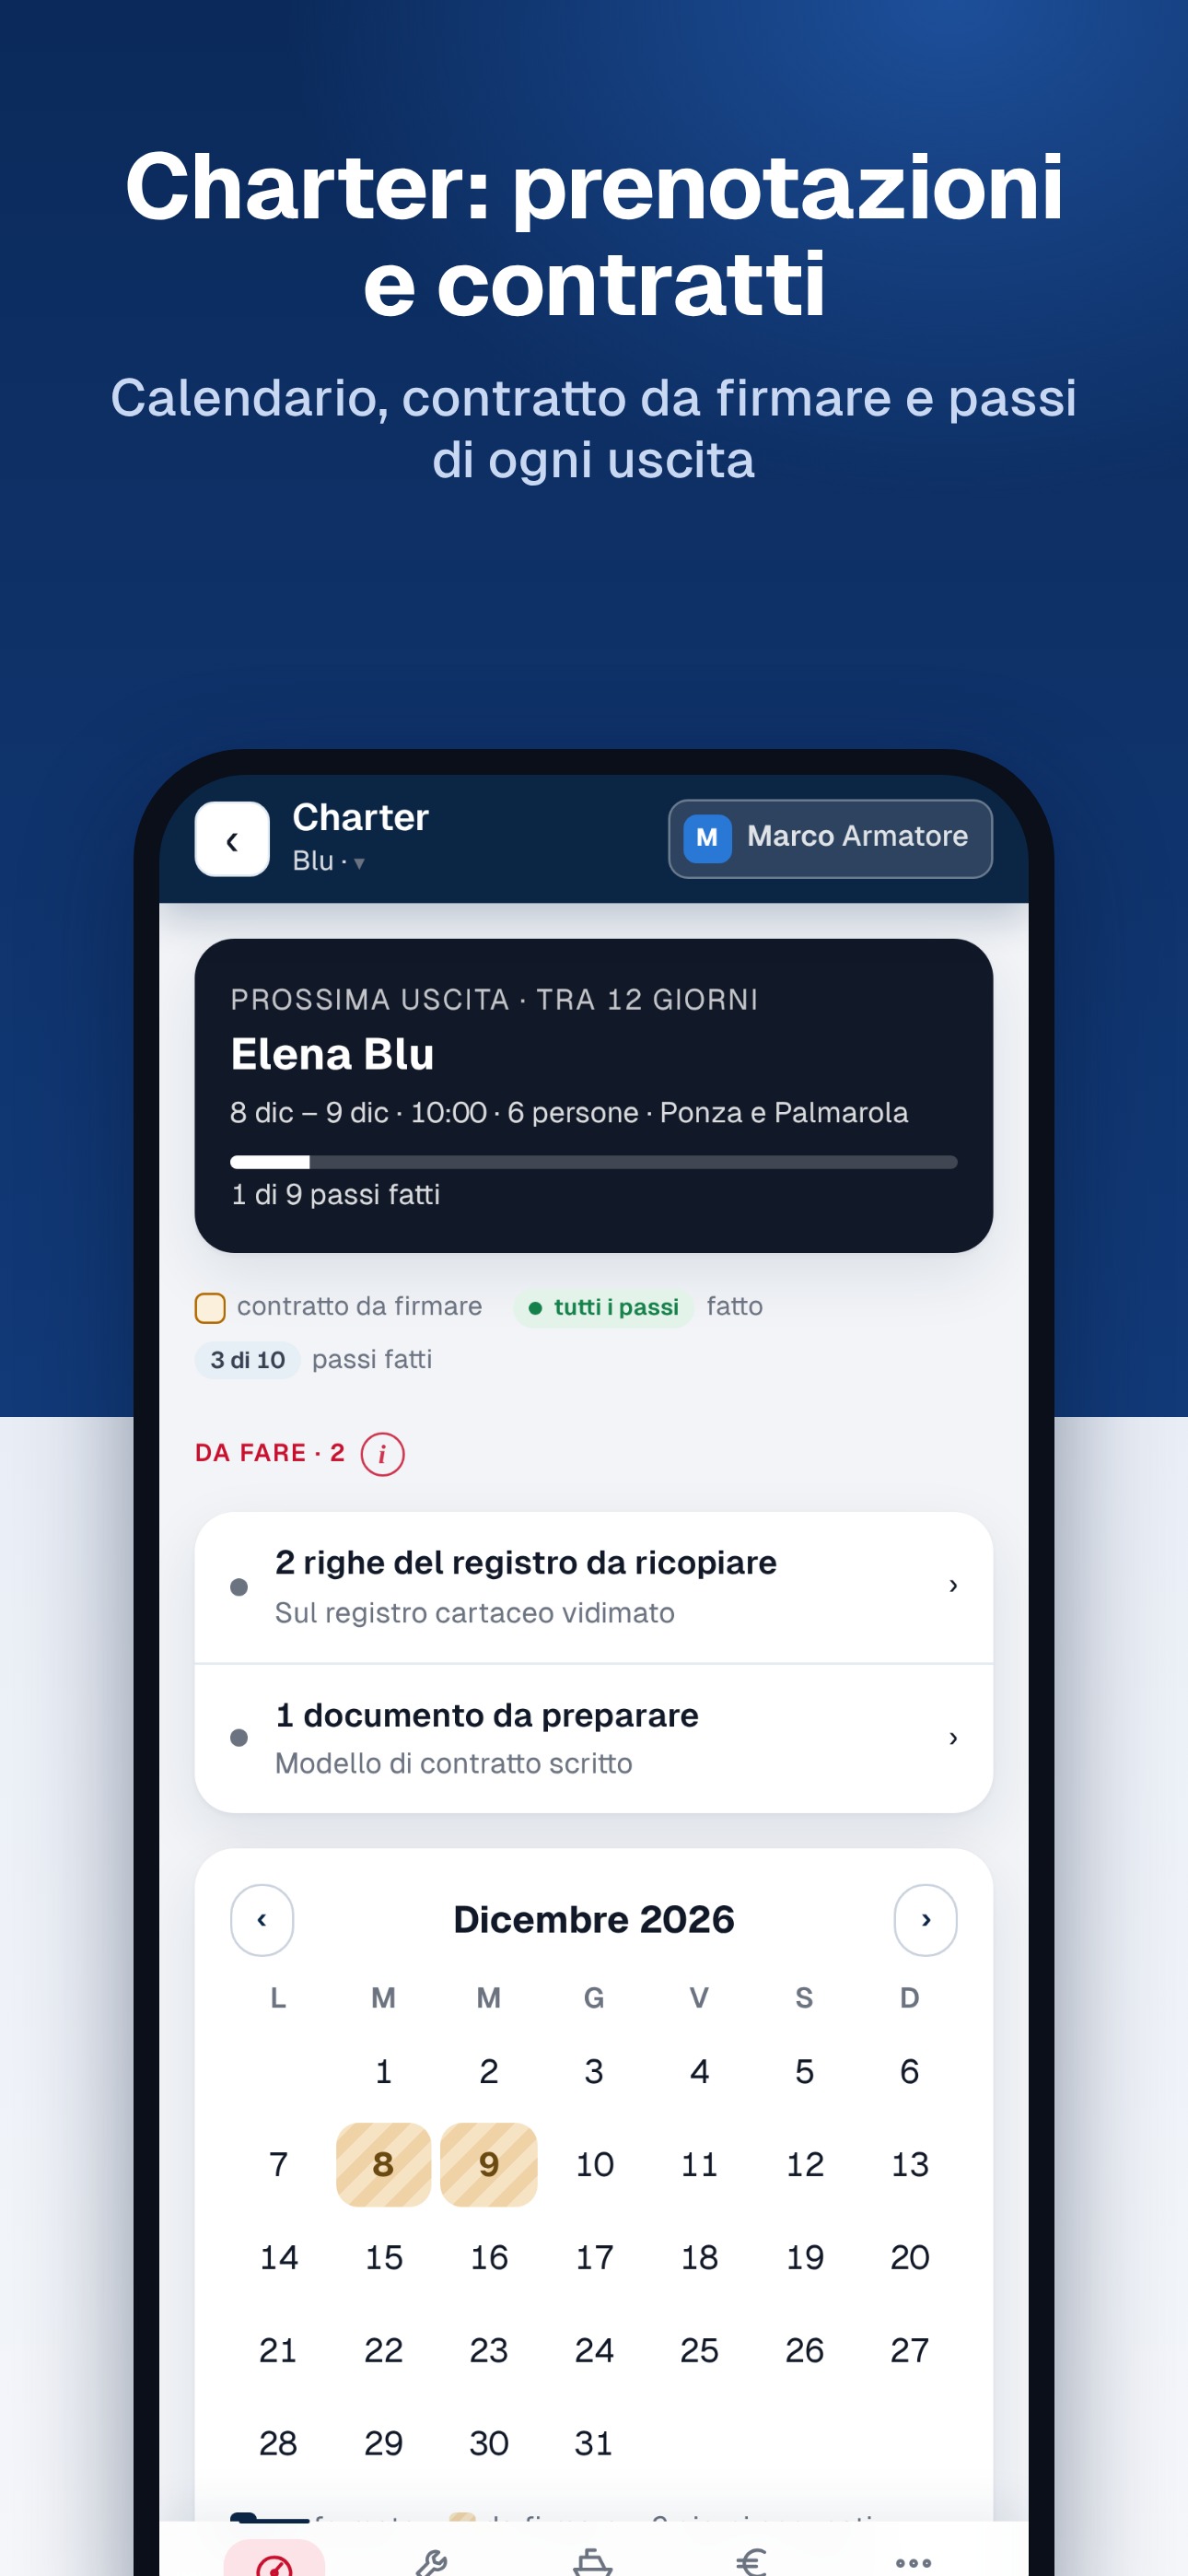 Charter: prenotazioni
e contratti
Calendario, contratto da firmare e passi
di ogni uscita
‹
Charter
Blu · ▾
M Marco Armatore
PROSSIMA USCITA · TRA 12 GIORNI
Elena Blu
8 dic – 9 dic · 10:00 · 6 persone · Ponza e Palmarola
1 di 9 passi fatti
contratto da firmare • tutti i passi fatto
3 di 10 passi fatti
DA FARE · 2 i
2 righe del registro da ricopiare
Sul registro cartaceo vidimato
›
1 documento da preparare
Modello di contratto scritto
›
‹ Dicembre 2026 ›
L M M G V S D
1 2 3 4 5 6
7 8 9 10 11 12 13
14 15 16 17 18 19 20
21 22 23 24 25 26 27
28 29 30 31